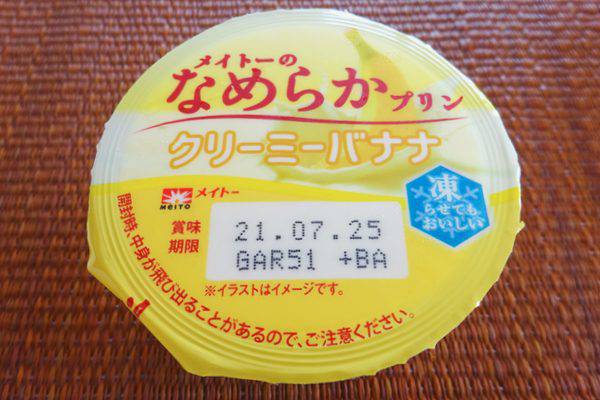 メイトーの
なめらかプリン
クリーミーバナナ
凍
らせても
おいしい
MEITO
メイトー
賞味
期限
21.07.25
GAR51 +BA
※イラストはイメージです。
開封時、中身が飛び出ることがあるので、ご注意ください。